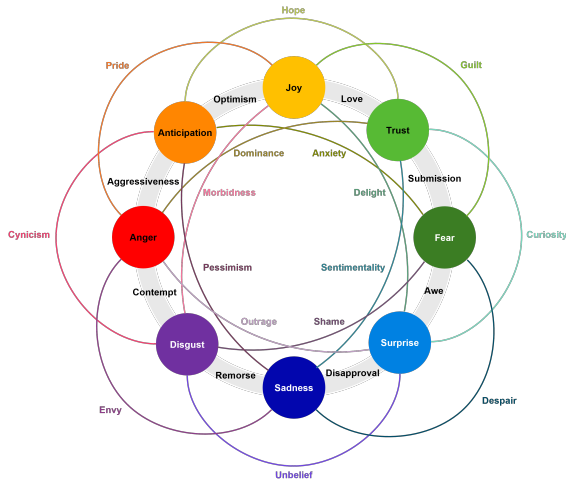 Hope
Pride
Guilt
Joy
Optimism
Love
Anticipation
Trust
Dominance
Anxiety
Aggressiveness
Submission
Morbidness
Delight
Cynicism
Anger
Fear
Curiosity
Pessimism
Sentimentality
Contempt
Awe
Outrage
Shame
Disgust
Surprise
Remorse
Disapproval
Sadness
Envy
Despair
Unbelief